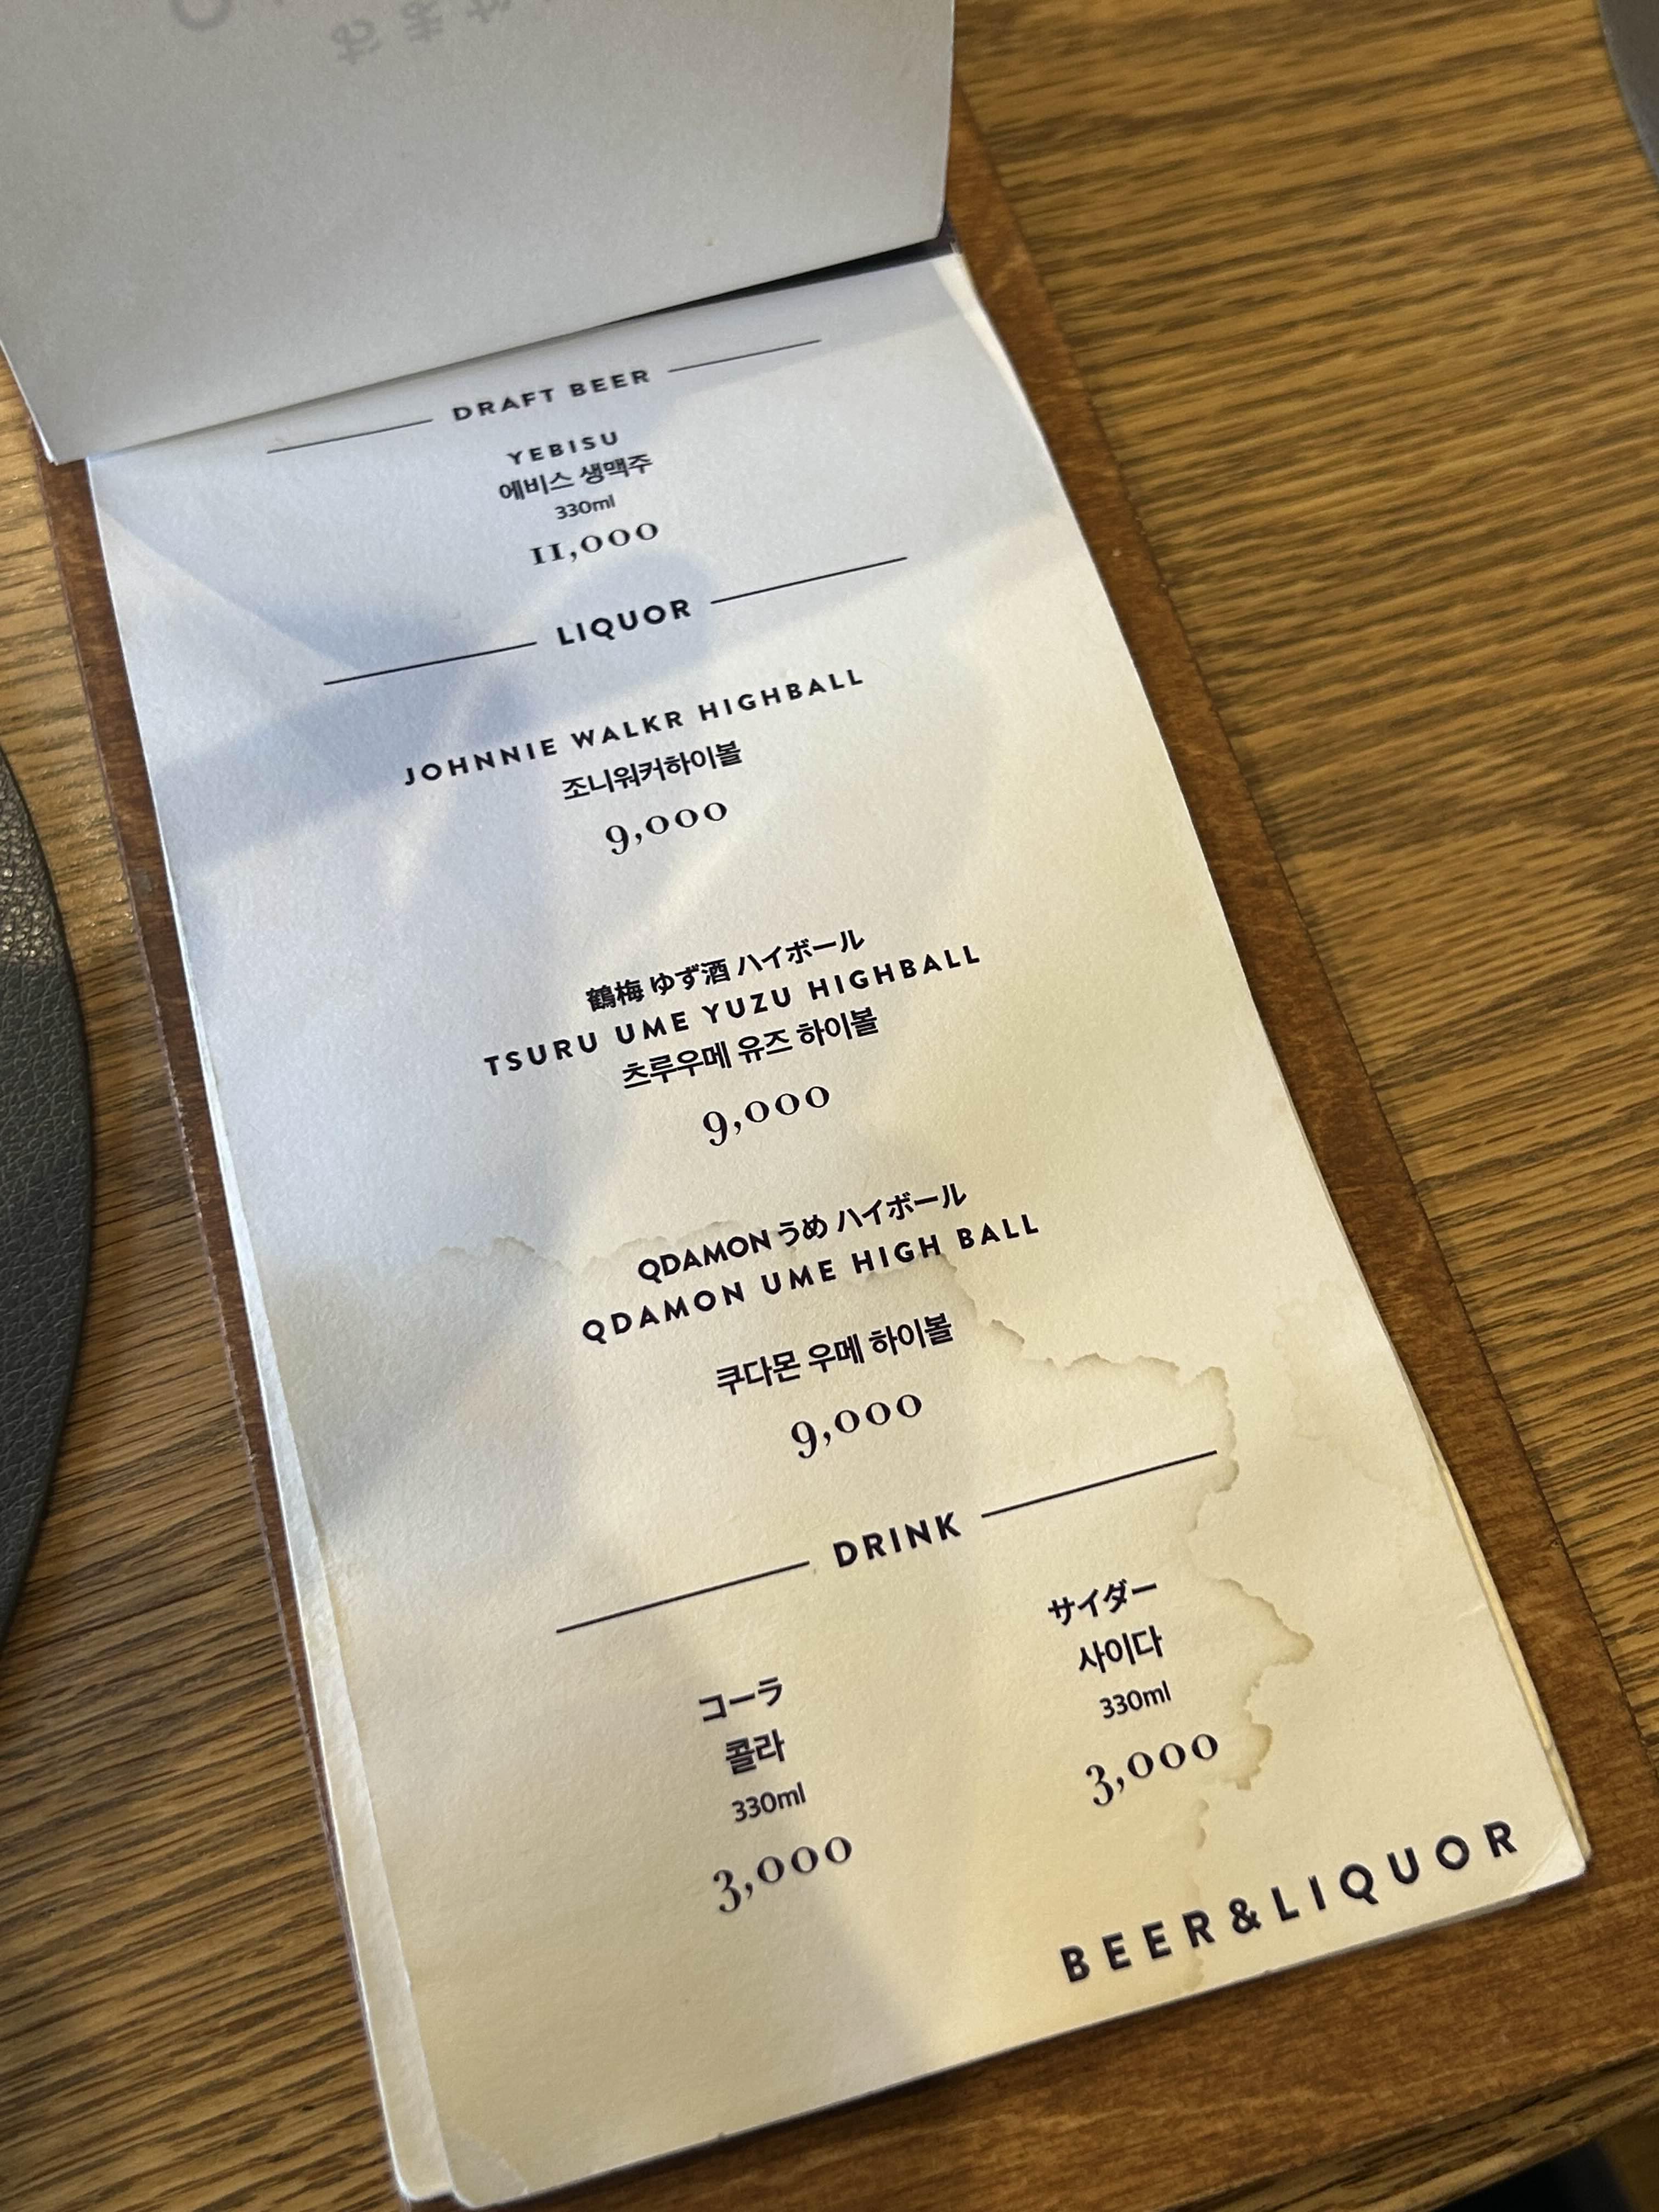 DRAFT BEER
YEBISU
에비스 생맥주
330ml
11,000
LIQUOR
JOHNNIE WALKR HIGHBALL
조니워커하이볼
9,000
鶴梅 ゆず酒 ハイボール
TSURU UME YUZU HIGHBALL
츠루우메 유즈 하이볼
9,000
QDAMON うめ ハイボール
QDAMON UME HIGH BALL
쿠다몬 우메 하이볼
9,000
DRINK
コーラ
콜라
330ml
3,000
サイダー
사이다
330ml
3,000
BEER&LIQUOR